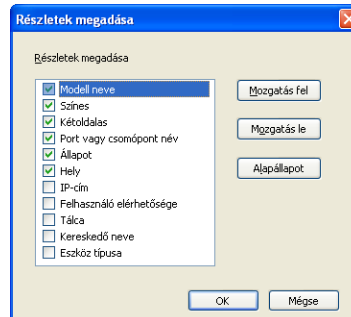 Részletek megadása
Részletek megadása
Modell neve
Színes
Kétoldalas
Port vagy csomópont név
Állapot
Hely
IP-cím
Felhasználó elérhetősége
Tálca
Kereskedő neve
Eszköz típusa
Mozgatás fel
Mozgatás le
Alapállapot
OK
Mégse